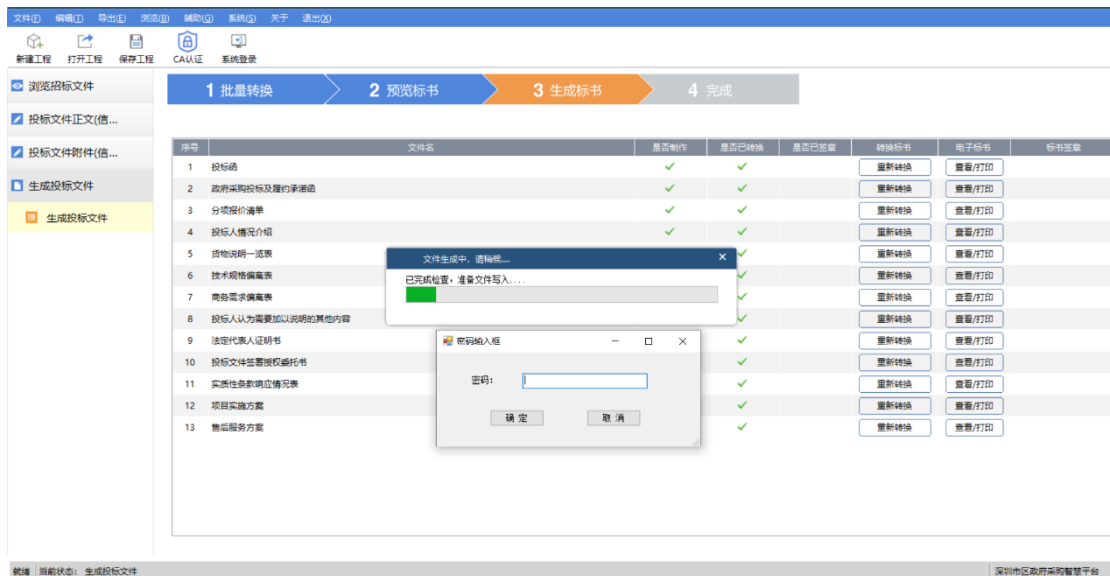 文件(F) 编辑(I) 导出(E) 浏览(B) 辅助(G) 系统(S) 关于 退出(X)
新建工程 打开工程 保存工程 CA认证 系统登录
浏览招标文件
投标文件正文(信...
投标文件附件(信...
生成投标文件
生成投标文件
1 批量转换 2 预览标书 3 生成标书 4 完成
序号 文件名 是否制作 是否已转换 是否已签章 转换标书 电子标书 标书签章
1 投标函 重新转换 查看/打印
2 政府采购投标及履约承诺函 重新转换 查看/打印
3 分项报价清单 重新转换 查看/打印
4 投标人情况介绍 重新转换 查看/打印
5 货物说明一览表 重新转换 查看/打印
6 技术规格偏离表 重新转换 查看/打印
7 商务需求偏离表 重新转换 查看/打印
8 投标人认为需要加以说明的其他内容 重新转换 查看/打印
9 法定代表人证明书 重新转换 查看/打印
10 投标文件签署授权委托书 重新转换 查看/打印
11 实质性条款响应情况表 重新转换 查看/打印
12 项目实施方案 重新转换 查看/打印
13 售后服务方案 重新转换 查看/打印
文件生成中，请稍候....
已完成检查，准备文件写入....
密码输入框
密码:
确 定 取 消
就绪 当前状态: 生成投标文件 深圳市区政府采购智慧平台